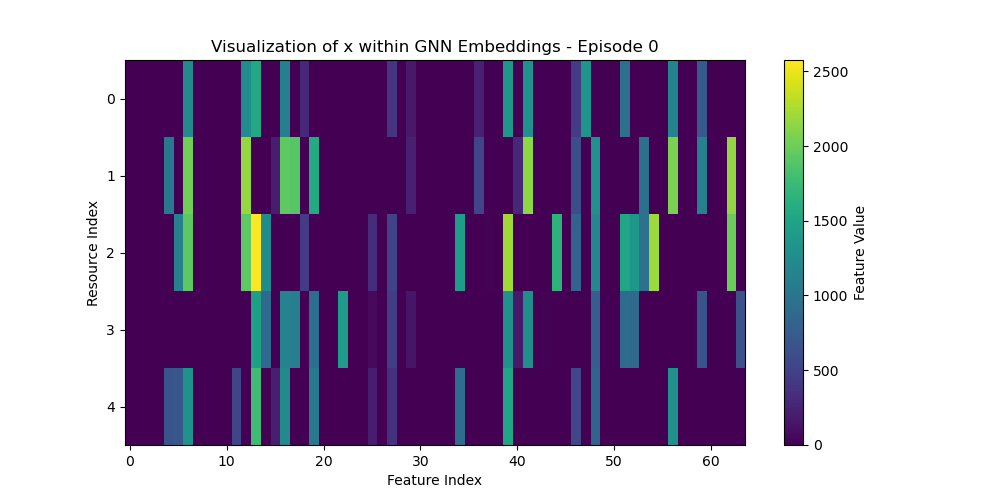 Visualization of x within GNN Embeddings - Episode 0
Resource Index
0
1
2
3
4
0 10 20 30 40 50 60
Feature Index
2500
2000
1500
1000
500
0
Feature Value